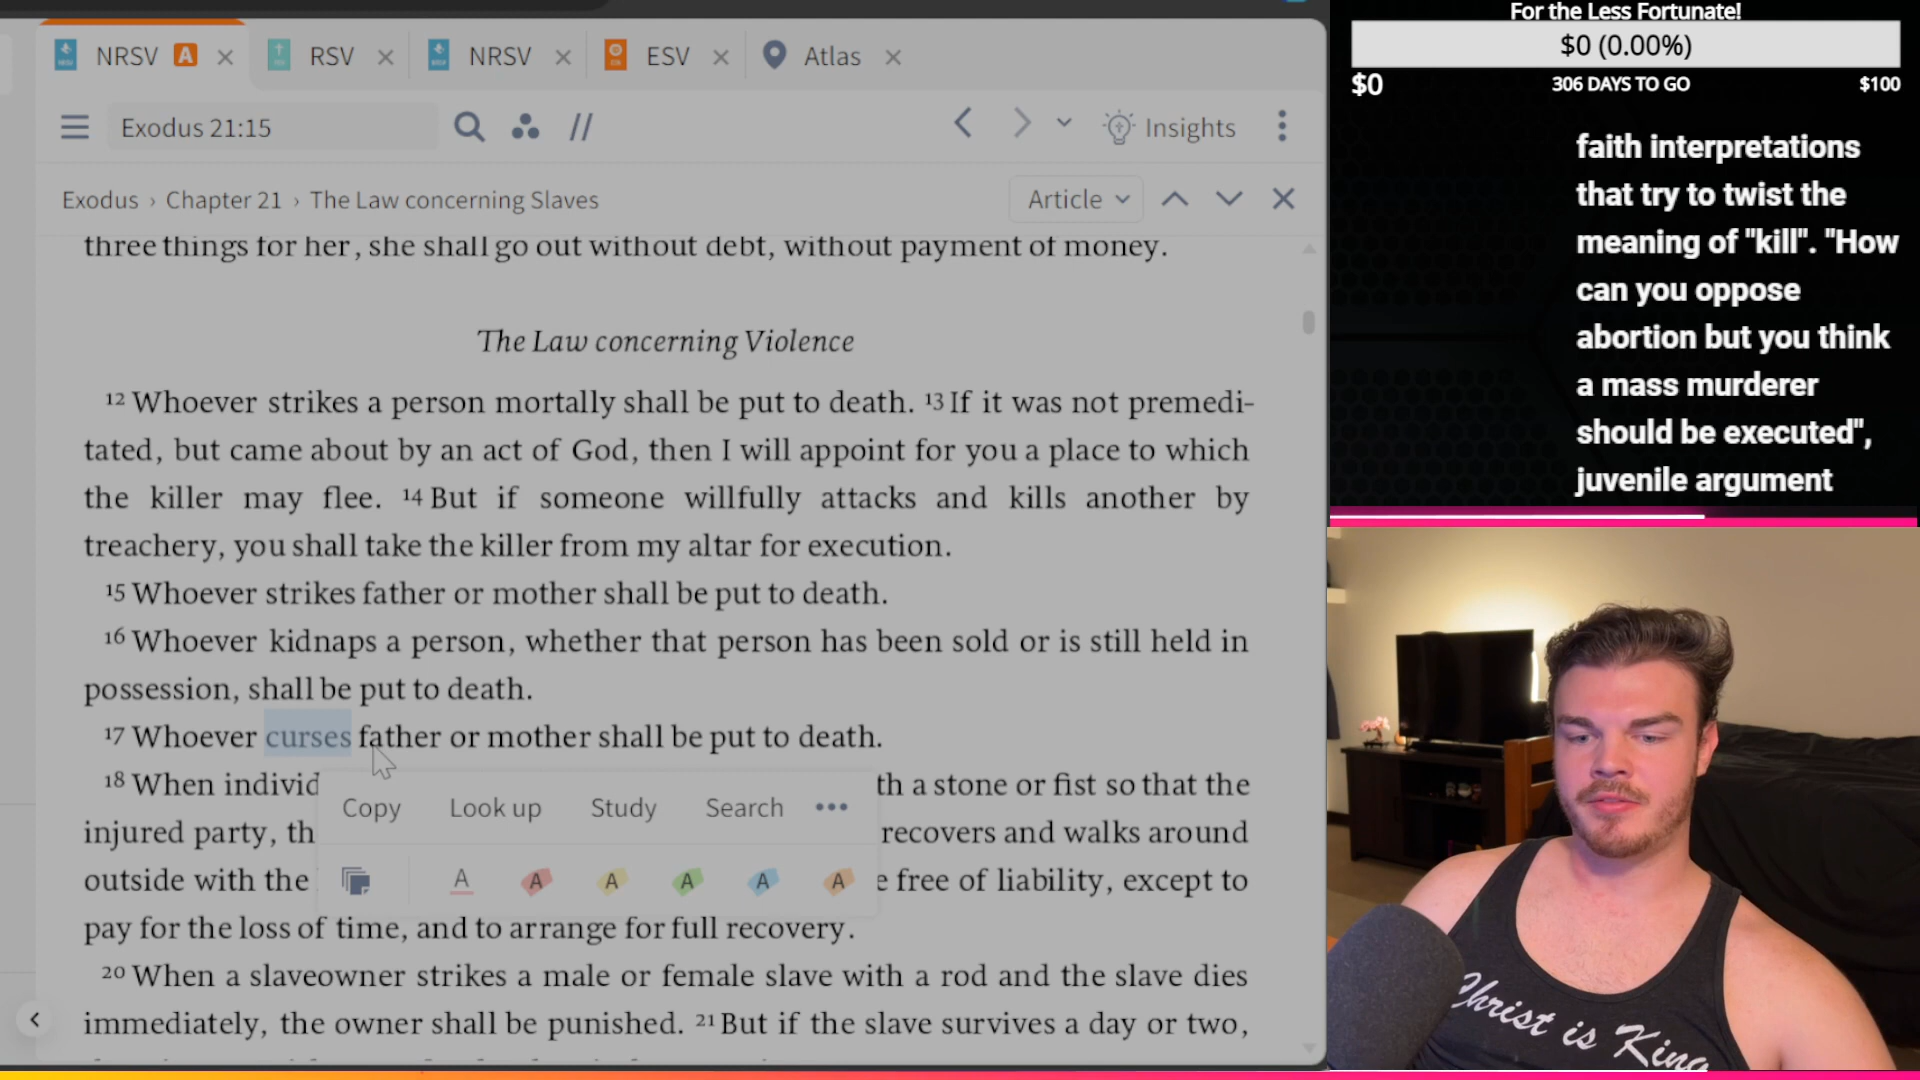 NRSV A
RSV
NRSV
ESV
Atlas
Exodus 21:15
Insights
Exodus › Chapter 21 › The Law concerning Slaves
Article
three things for her, she shall go out without debt, without payment of money.
The Law concerning Violence
12 Whoever strikes a person mortally shall be put to death. 13 If it was not premedi-
tated, but came about by an act of God, then I will appoint for you a place to which
the killer may flee. 14 But if someone willfully attacks and kills another by
treachery, you shall take the killer from my altar for execution.
15 Whoever strikes father or mother shall be put to death.
16 Whoever kidnaps a person, whether that person has been sold or is still held in
possession, shall be put to death.
17 Whoever curses father or mother shall be put to death.
18 When individ th a stone or fist so that the
Copy Look up Study Search
injured party, th recovers and walks around
outside with the e free of liability, except to
A A A A A A
pay for the loss of time, and to arrange for full recovery.
20 When a slaveowner strikes a male or female slave with a rod and the slave dies
immediately, the owner shall be punished. 21 But if the slave survives a day or two,
For the Less Fortunate!
$0 (0.00%)
$0 306 DAYS TO GO $100
faith interpretations
that try to twist the
meaning of "kill". "How
can you oppose
abortion but you think
a mass murderer
should be executed",
juvenile argument
Christ is King